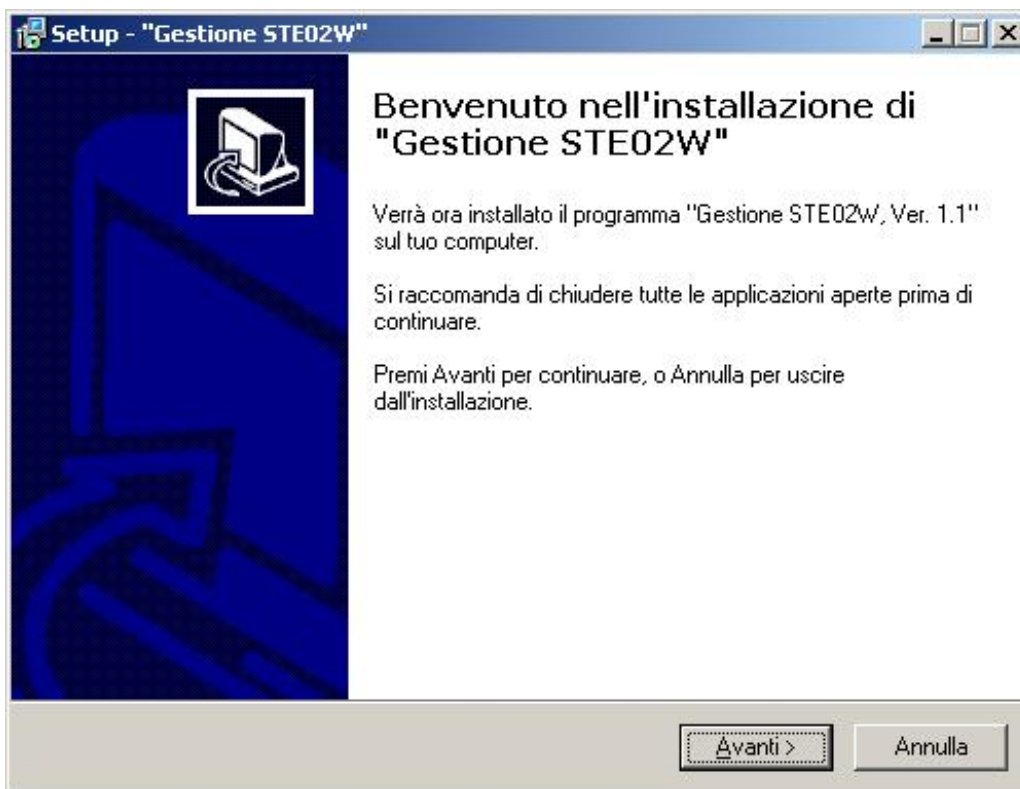 Setup - "Gestione STE02W"
Benvenuto nell'installazione di
"Gestione STE02W"
Verrà ora installato il programma "Gestione STE02W, Ver. 1.1"
sul tuo computer.
Si raccomanda di chiudere tutte le applicazioni aperte prima di
continuare.
Premi Avanti per continuare, o Annulla per uscire
dall'installazione.
Avanti >
Annulla